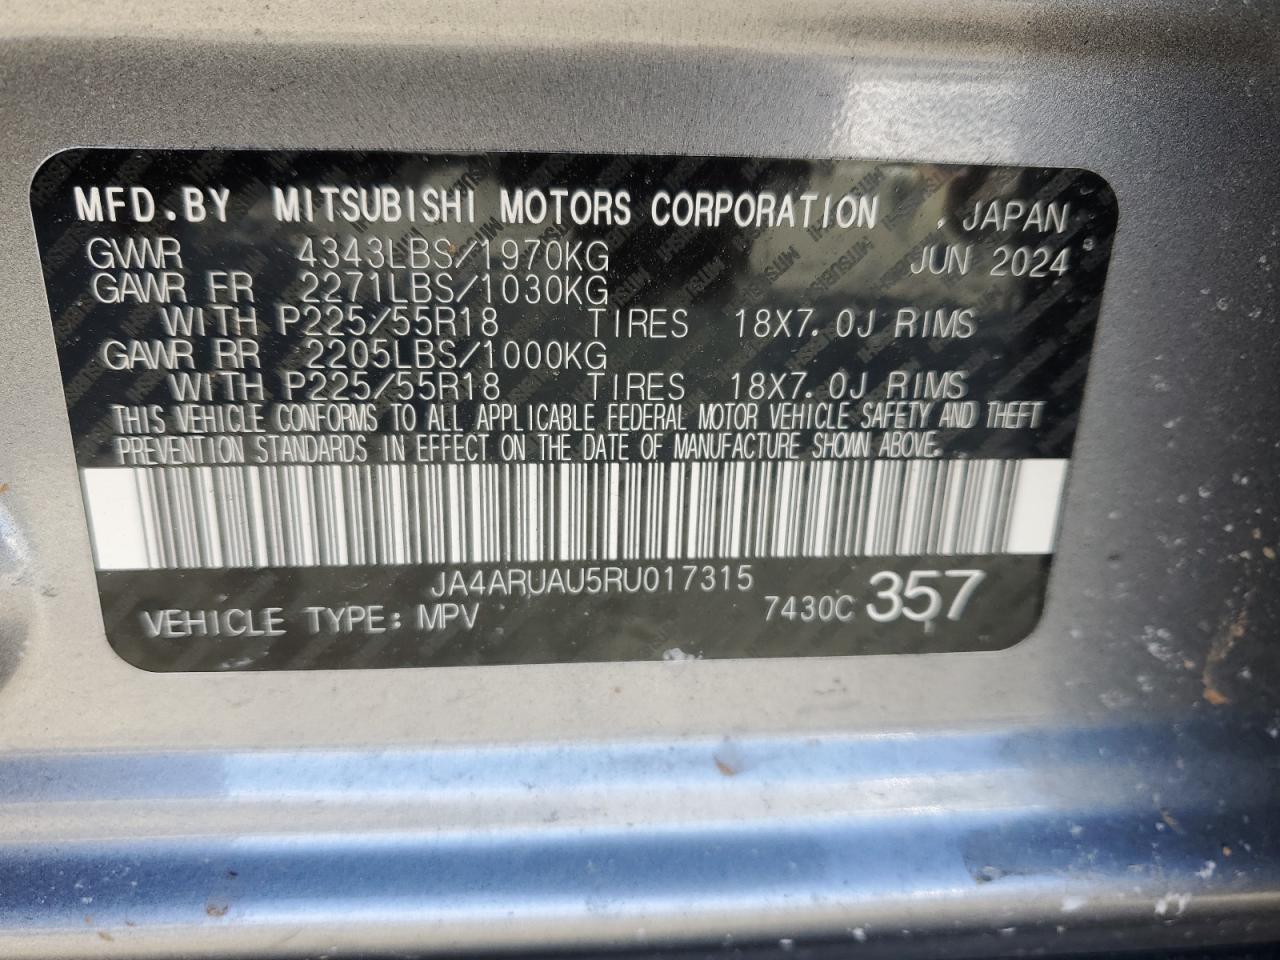 MFD.BY MITSUBISHI MOTORS CORPORATION , JAPAN
GVWR 4343LBS/1970KG JUN 2024
GAWR FR 2271LBS/1030KG
WITH P225/55R18 TIRES 18X7.0J RIMS
GAWR RR 2205LBS/1000KG
WITH P225/55R18 TIRES 18X7.0J RIMS
THIS VEHICLE CONFORMS TO ALL APPLICABLE FEDERAL MOTOR VEHICLE SAFETY AND THEFT
PREVENTION STANDARDS IN EFFECT ON THE DATE OF MANUFACTURE SHOWN ABOVE.
JA4ARUAU5RU017315
VEHICLE TYPE: MPV 7430C 357